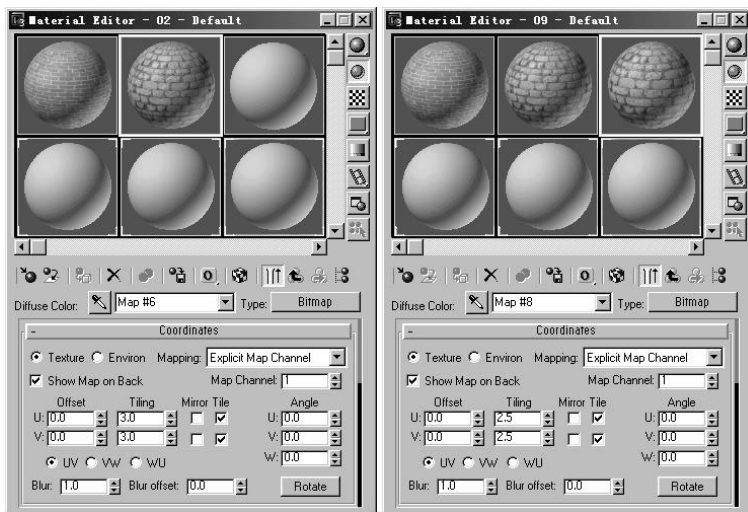 Material Editor - 02 - Default
Diffuse Color: Map #6 Type: Bitmap
- Coordinates
Texture Environ Mapping: Explicit Map Channel
Show Map on Back Map Channel: 1
Offset Tiling Mirror Tile Angle
U: 0.0 3.0 U: 0.0
V: 0.0 3.0 V: 0.0
UV VW WU W: 0.0
Blur: 1.0 Blur offset: 0.0 Rotate
Material Editor - 09 - Default
Diffuse Color: Map #8 Type: Bitmap
- Coordinates
Texture Environ Mapping: Explicit Map Channel
Show Map on Back Map Channel: 1
Offset Tiling Mirror Tile Angle
U: 0.0 2.5 U: 0.0
V: 0.0 2.5 V: 0.0
UV VW WU W: 0.0
Blur: 1.0 Blur offset: 0.0 Rotate